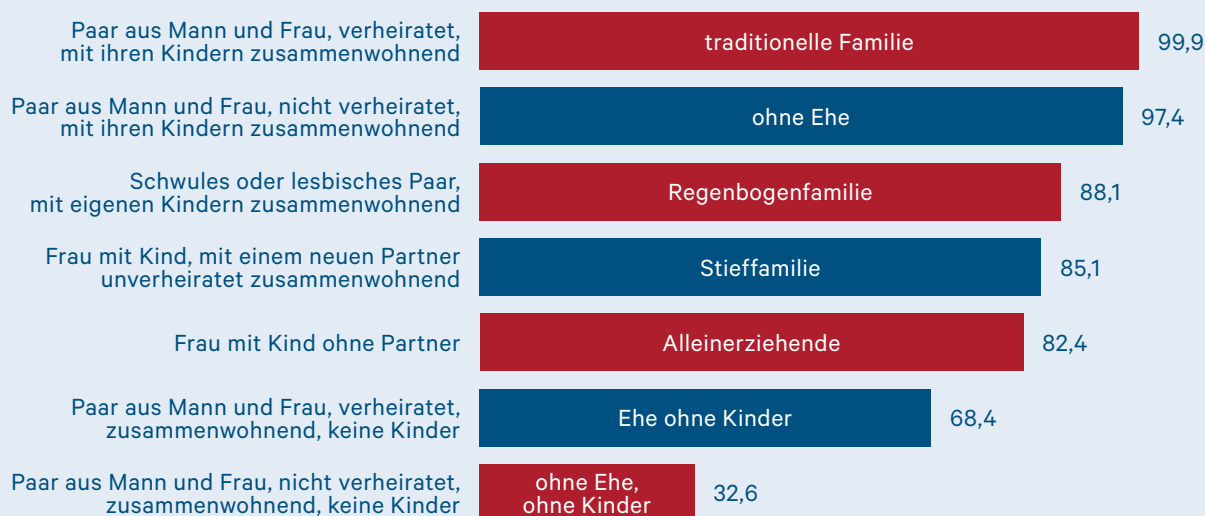 Paar aus Mann und Frau, verheiratet,
mit ihren Kindern zusammenwohnend
traditionelle Familie
99,9
Paar aus Mann und Frau, nicht verheiratet,
mit ihren Kindern zusammenwohnend
ohne Ehe
97,4
Schwules oder lesbisches Paar,
mit eigenen Kindern zusammenwohnend
Regenbogenfamilie
88,1
Frau mit Kind, mit einem neuen Partner
unverheiratet zusammenwohnend
Stieffamilie
85,1
Frau mit Kind ohne Partner
Alleinerziehende
82,4
Paar aus Mann und Frau, verheiratet,
zusammenwohnend, keine Kinder
Ehe ohne Kinder
68,4
Paar aus Mann und Frau, nicht verheiratet,
zusammenwohnend, keine Kinder
ohne Ehe,
ohne Kinder
32,6